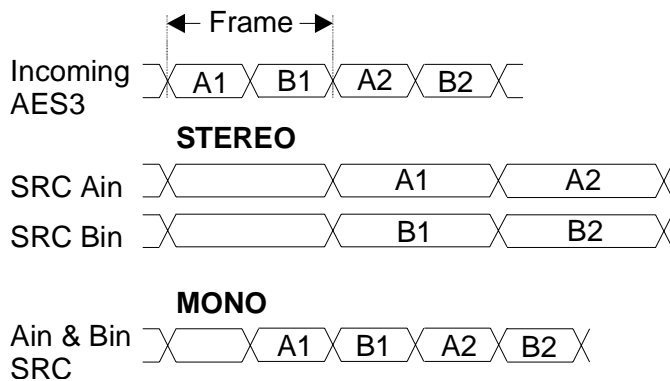 Frame
Incoming
AES3
A1 B1 A2 B2
STEREO
SRC Ain
A1 A2
SRC Bin
B1 B2
MONO
Ain & Bin
SRC
A1 B1 A2 B2